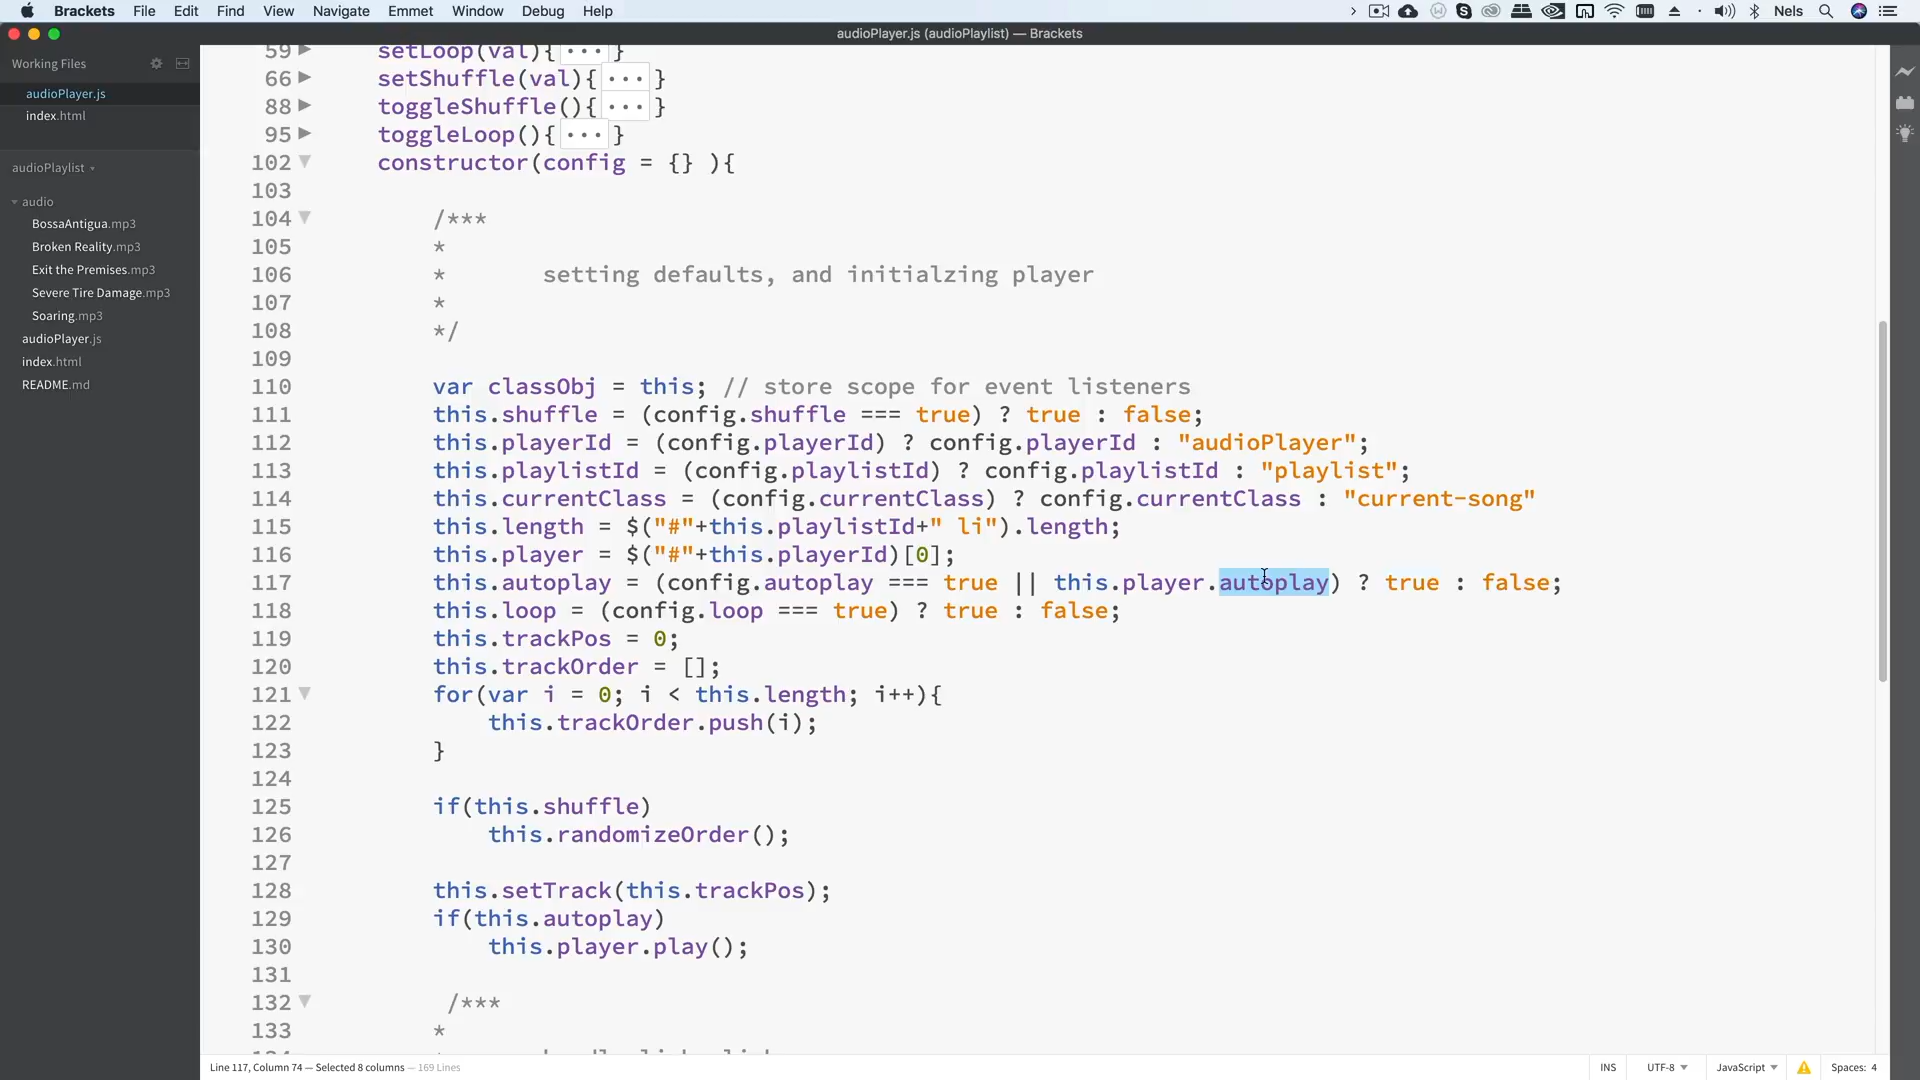 Brackets File Edit Find View Navigate Emmet Window Debug Help Nels
audioPlayer.js (audioPlaylist) — Brackets
Working Files
audioPlayer.js
index.html
audioPlaylist
audio
BossaAntigua.mp3
Broken Reality.mp3
Exit the Premises.mp3
Severe Tire Damage.mp3
Soaring.mp3
audioPlayer.js
index.html
README.md
59 setLoop(val){...}
66 setShuffle(val){...}
88 toggleShuffle(){...}
95 toggleLoop(){...}
102 constructor(config = {} ){
103
104 /***
105 *
106 * setting defaults, and initialzing player
107 *
108 */
109
110 var classObj = this; // store scope for event listeners
111 this.shuffle = (config.shuffle === true) ? true : false;
112 this.playerId = (config.playerId) ? config.playerId : "audioPlayer";
113 this.playlistId = (config.playlistId) ? config.playlistId : "playlist";
114 this.currentClass = (config.currentClass) ? config.currentClass : "current-song"
115 this.length = $("#"+this.playlistId+" li").length;
116 this.player = $("#"+this.playerId)[0];
117 this.autoplay = (config.autoplay === true || this.player.autoplay) ? true : false;
118 this.loop = (config.loop === true) ? true : false;
119 this.trackPos = 0;
120 this.trackOrder = [];
121 for(var i = 0; i < this.length; i++){
122 this.trackOrder.push(i);
123 }
124
125 if(this.shuffle)
126 this.randomizeOrder();
127
128 this.setTrack(this.trackPos);
129 if(this.autoplay)
130 this.player.play();
131
132 /***
133 *
Line 117, Column 74 — Selected 8 columns — 169 Lines
INS UTF-8 JavaScript Spaces: 4